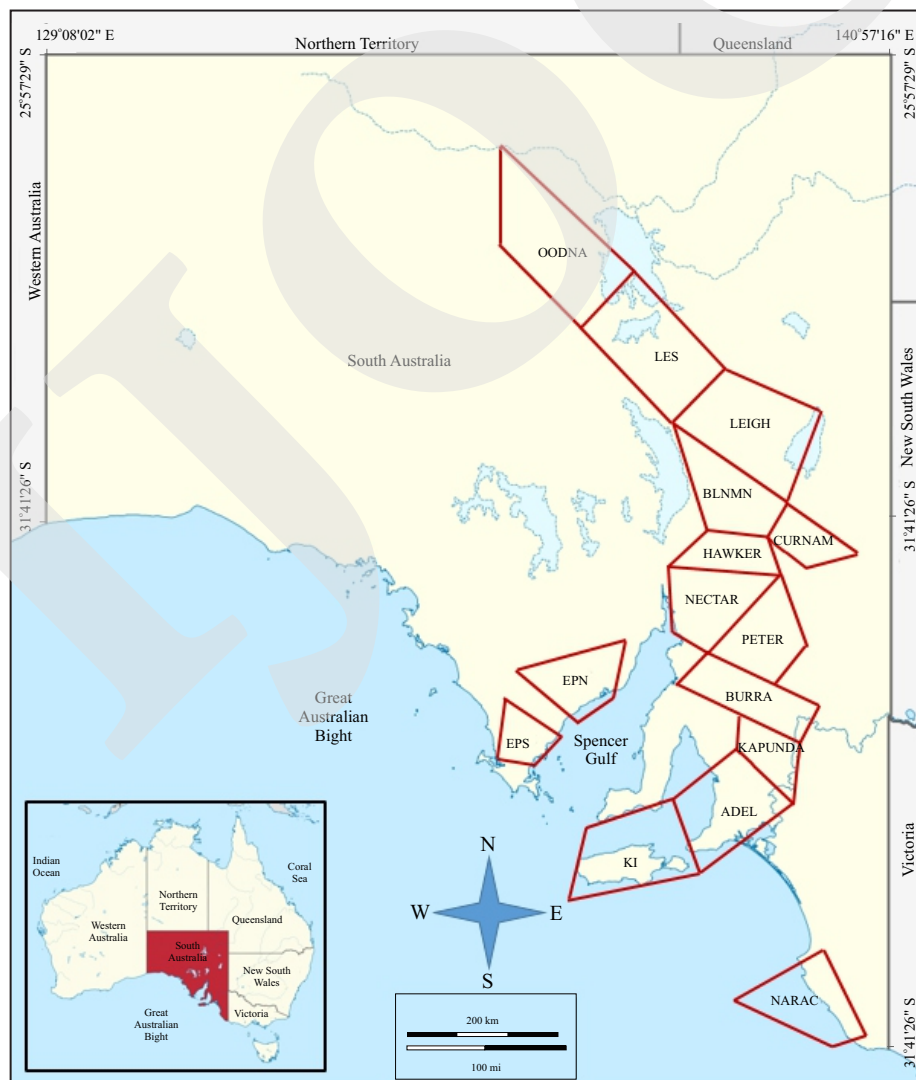 129°08'02" E
Northern Territory
Queensland
140°57'16" E
25°57'29" S
25°57'29" S
Western Australia
New South Wales
OODNA
South Australia
LES
LEIGH
BLNMN
31°41'26" S
31°41'26" S
CURNAM
HAWKER
NECTAR
PETER
EPN
BURRA
Great
Australian
Bight
EPS
Spencer
Gulf
KAPUNDA
ADEL
Victoria
KI
N
W
E
S
NARAC
200 km
100 mi
31°41'26" S
Indian
Ocean
Coral
Sea
Northern
Territory
Western
Australia
Queensland
South
Australia
New South
Wales
Victoria
Great
Australian
Bight